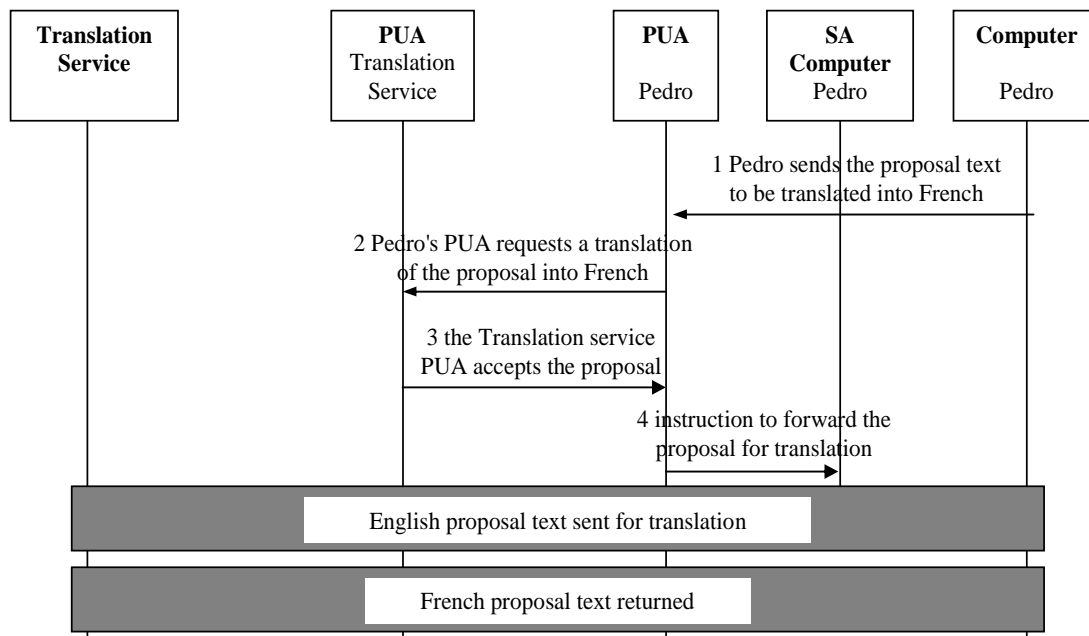 Translation
Service
PUA
Translation
Service
PUA
Pedro
SA
Computer
Pedro
Computer
Pedro
1 Pedro sends the proposal text
to be translated into French
2 Pedro's PUA requests a translation
of the proposal into French
3 the Translation service
PUA accepts the proposal
4 instruction to forward the
proposal for translation
English proposal text sent for translation
French proposal text returned